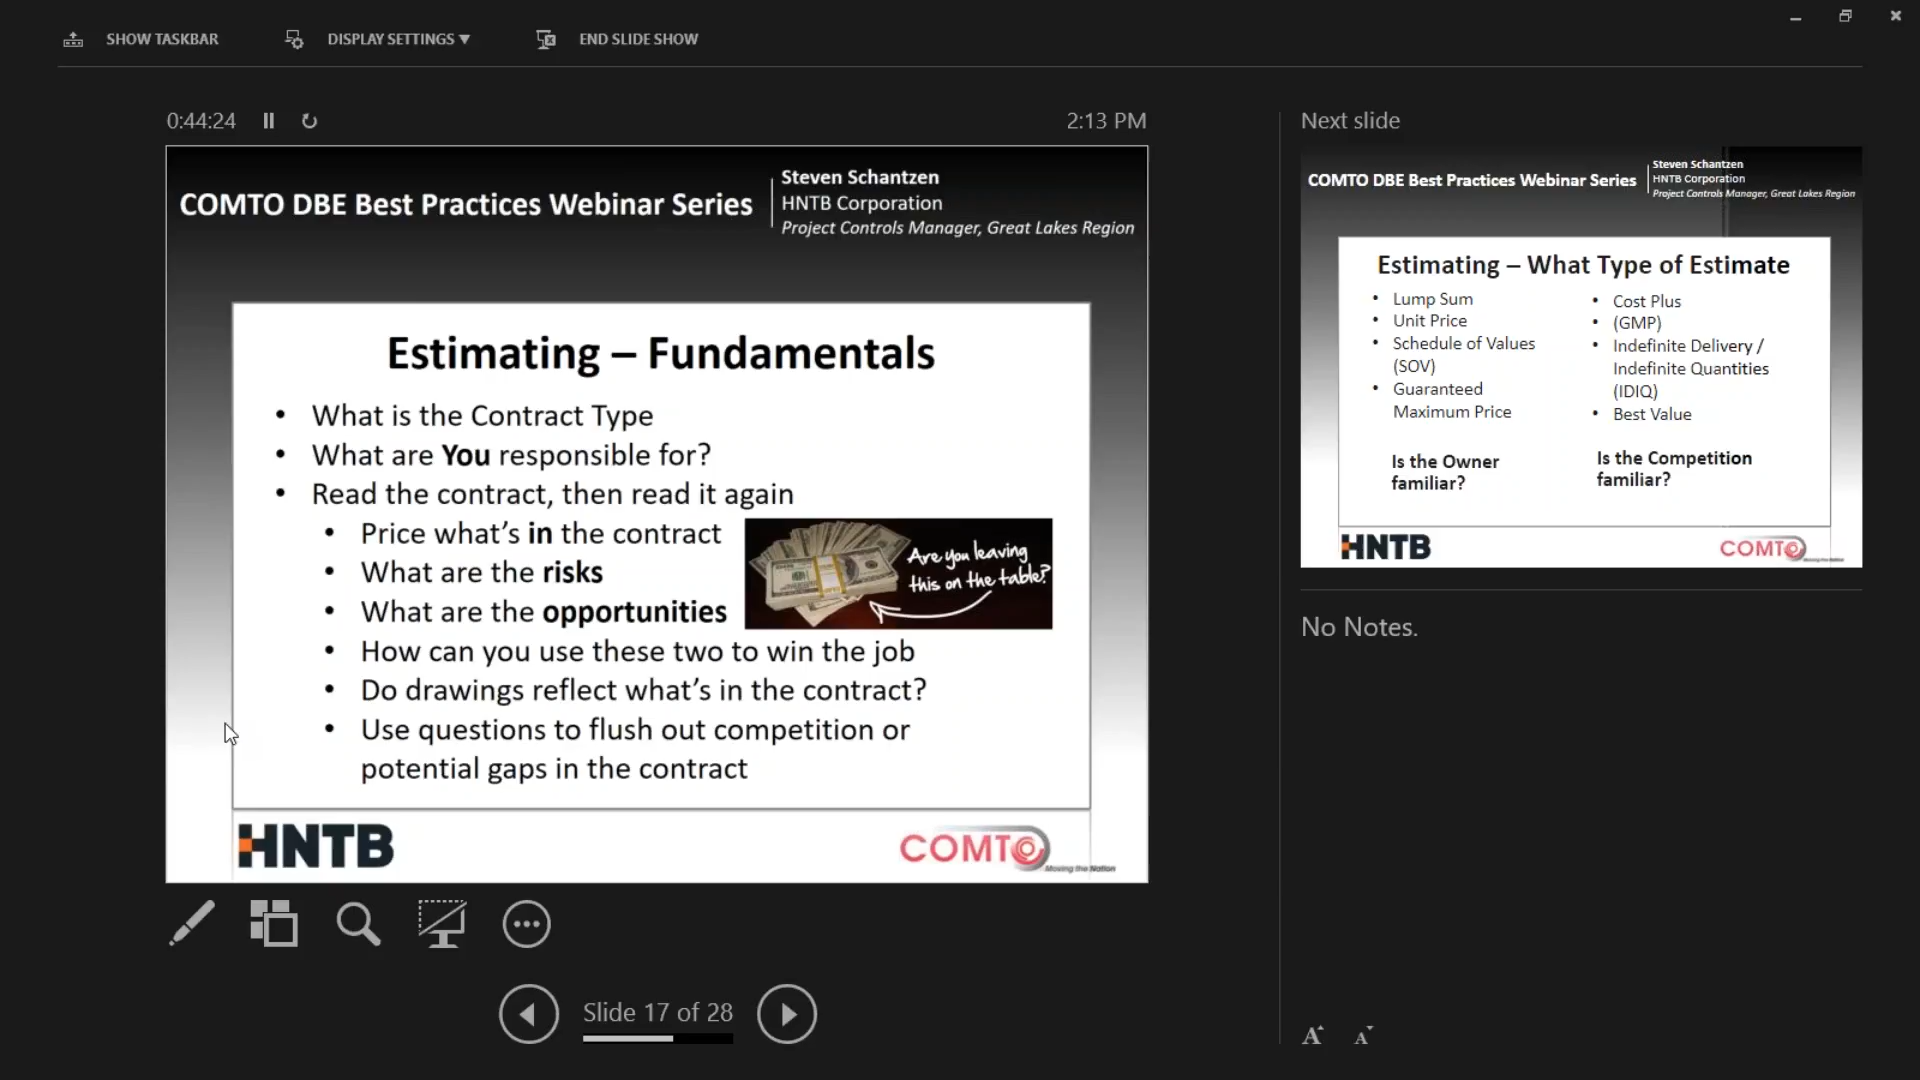 SHOW TASKBAR
DISPLAY SETTINGS ▼
END SLIDE SHOW
0:44:24
2:13 PM
COMTO DBE Best Practices Webinar Series
Steven Schantzen
HNTB Corporation
Project Controls Manager, Great Lakes Region
Estimating – Fundamentals
• What is the Contract Type
• What are You responsible for?
• Read the contract, then read it again
• Price what's in the contract
• What are the risks
• What are the opportunities
• How can you use these two to win the job
• Do drawings reflect what's in the contract?
• Use questions to flush out competition or
potential gaps in the contract
Are you leaving
this on the table?
HNTB
COMTO
Moving the Nation
Slide 17 of 28
Next slide
COMTO DBE Best Practices Webinar Series
Steven Schantzen
HNTB Corporation
Project Controls Manager, Great Lakes Region
Estimating – What Type of Estimate
• Lump Sum
• Unit Price
• Schedule of Values
(SOV)
• Guaranteed
Maximum Price
Is the Owner
familiar?
• Cost Plus
• (GMP)
• Indefinite Delivery /
Indefinite Quantities
(IDIQ)
• Best Value
Is the Competition
familiar?
HNTB
COMTO
Moving the Nation
No Notes.
A A